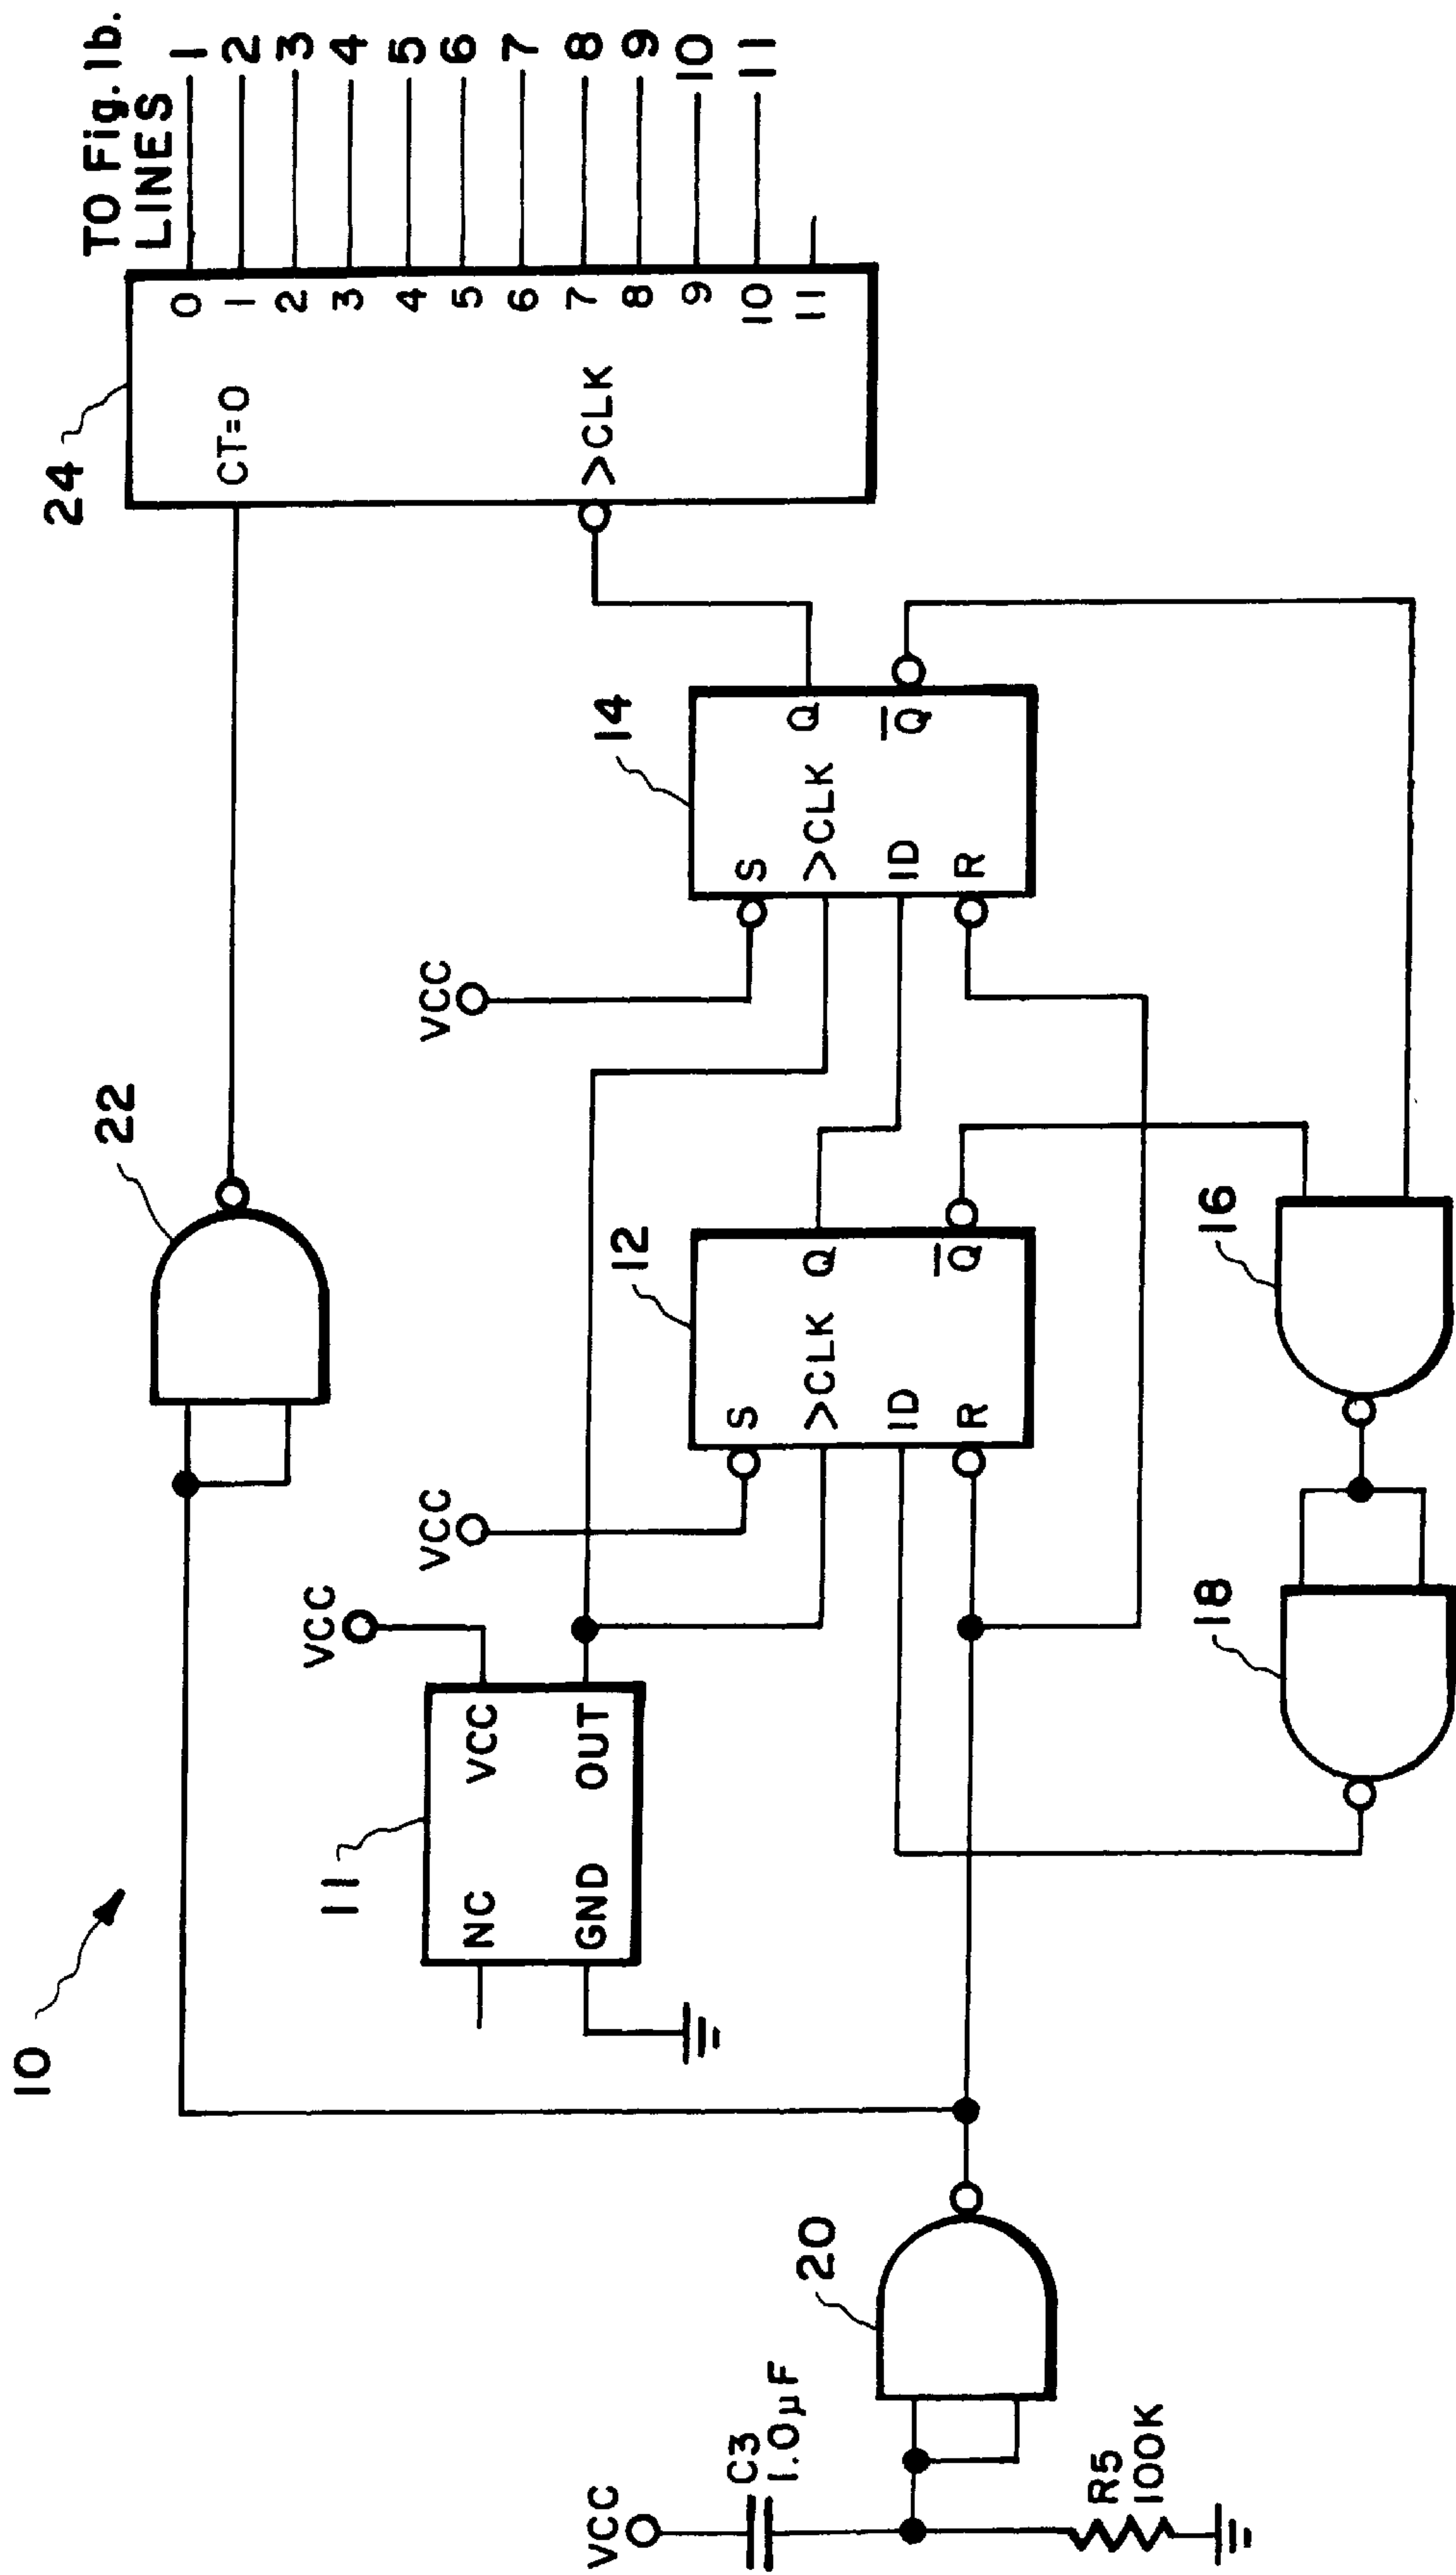 10
TO Fig. 1b.
LINES
24
CT=0
>CLK
0 1
1 2
2 3
3 4
4 5
5 6
6 7
7 8
8 9
9 10
10 11
11
22
VCC
11
NC VCC
GND OUT
VCC
12
S
>CLK Q
1D Q
R
VCC
14
S
>CLK Q
1D Q
R
16
18
20
VCC
C3
1.0µF
R5
100K